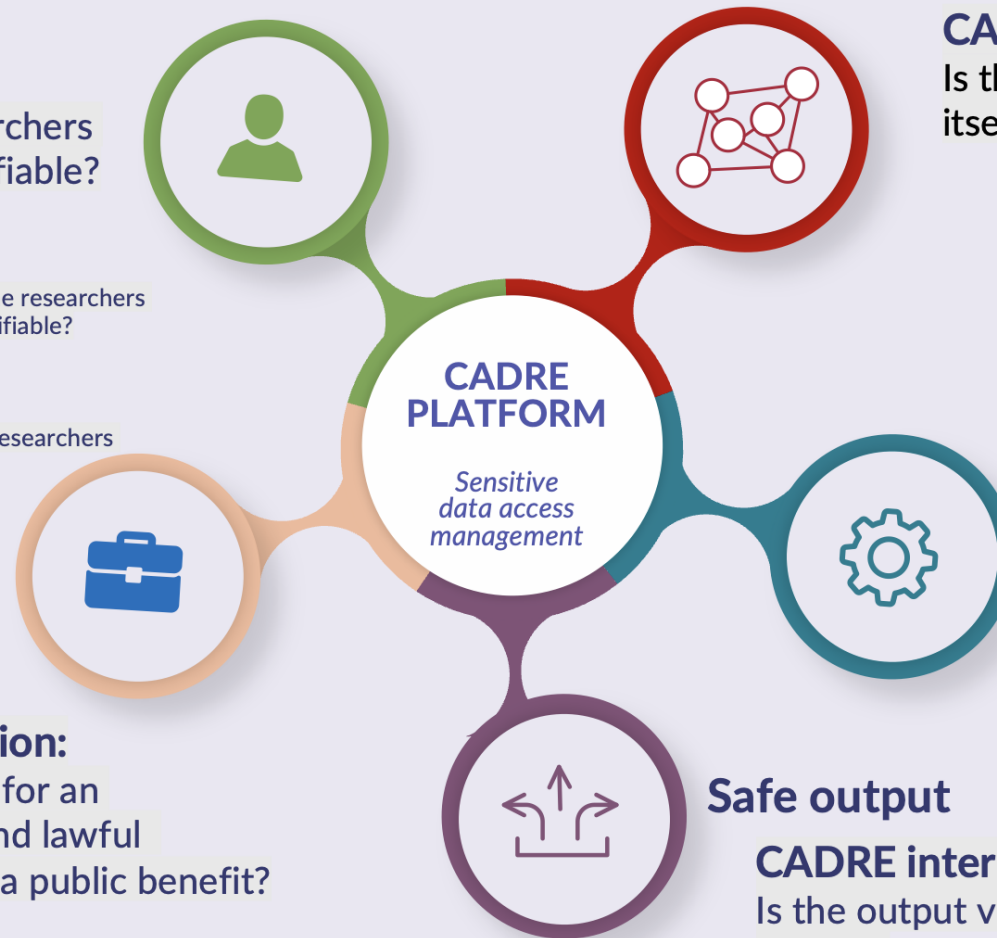 CA
Is th
itse
rchers
fiable?
e researchers
ifiable?
esearchers
CADRE
PLATFORM
Sensitive
data access
management
ion:
for an
nd lawful
a public benefit?
Safe output
CADRE inter
Is the output v